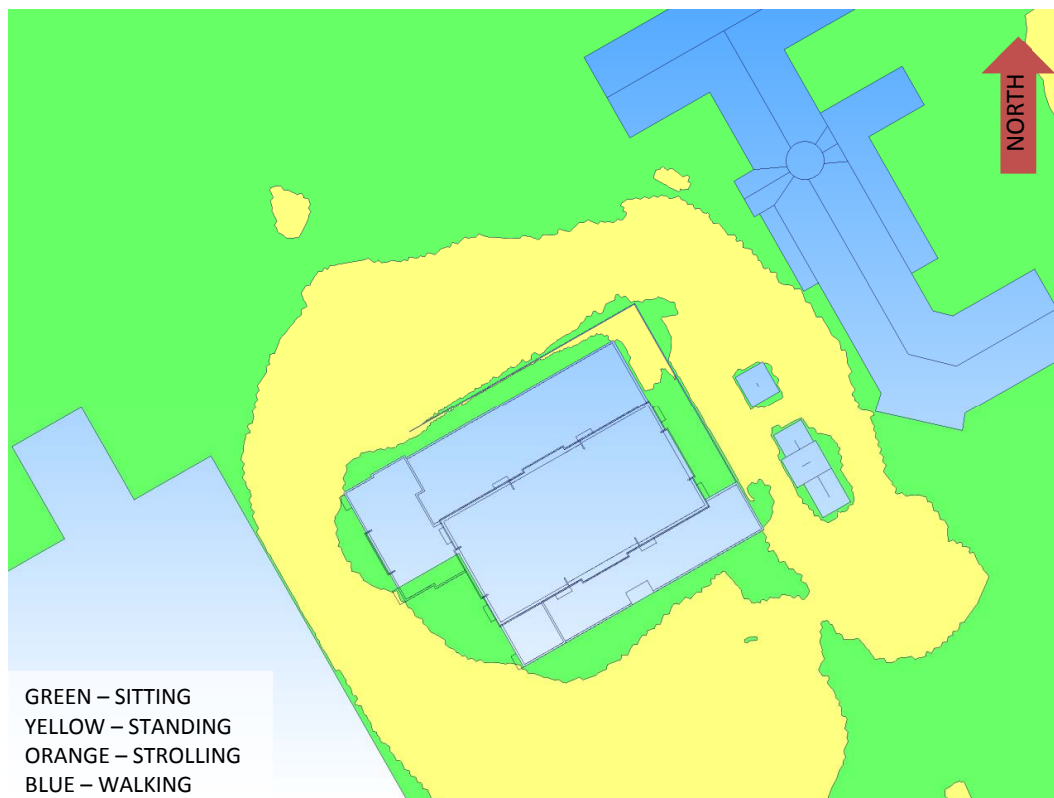 NORTH
GREEN – SITTING
YELLOW – STANDING
ORANGE – STROLLING
BLUE – WALKING